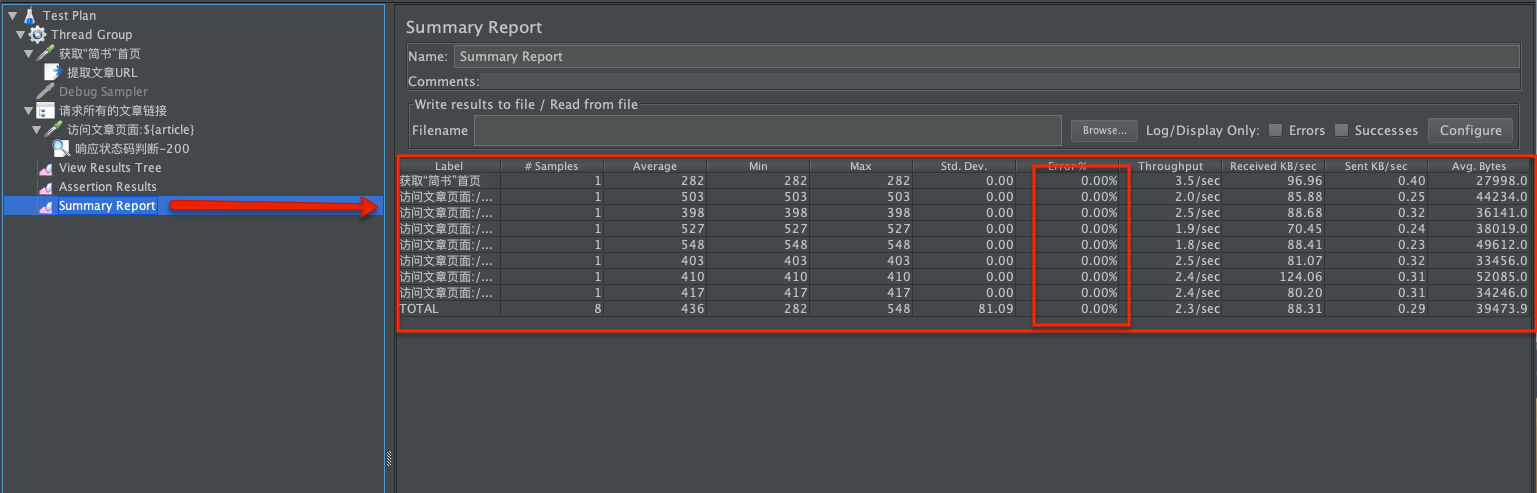 Test Plan
Thread Group
获取“简书”首页
提取文章URL
Debug Sampler
请求所有的文章链接
访问文章页面:${article}
响应状态码判断-200
View Results Tree
Assertion Results
Summary Report
Summary Report
Name: Summary Report
Comments:
Write results to file / Read from file
Filename Browse... Log/Display Only: Errors Successes Configure
Label # Samples Average Min Max Std. Dev. Error % Throughput Received KB/sec Sent KB/sec Avg. Bytes
获取“简书”首页 1 282 282 282 0.00 0.00% 3.5/sec 96.96 0.40 27998.0
访问文章页面:/... 1 503 503 503 0.00 0.00% 2.0/sec 85.88 0.25 44234.0
访问文章页面:/... 1 398 398 398 0.00 0.00% 2.5/sec 88.68 0.32 36141.0
访问文章页面:/... 1 527 527 527 0.00 0.00% 1.9/sec 70.45 0.24 38019.0
访问文章页面:/... 1 548 548 548 0.00 0.00% 1.8/sec 88.41 0.23 49612.0
访问文章页面:/... 1 403 403 403 0.00 0.00% 2.5/sec 81.07 0.32 33456.0
访问文章页面:/... 1 410 410 410 0.00 0.00% 2.4/sec 124.06 0.31 52085.0
访问文章页面:/... 1 417 417 417 0.00 0.00% 2.4/sec 80.20 0.31 34246.0
TOTAL 8 436 282 548 81.09 0.00% 2.3/sec 88.31 0.29 39473.9